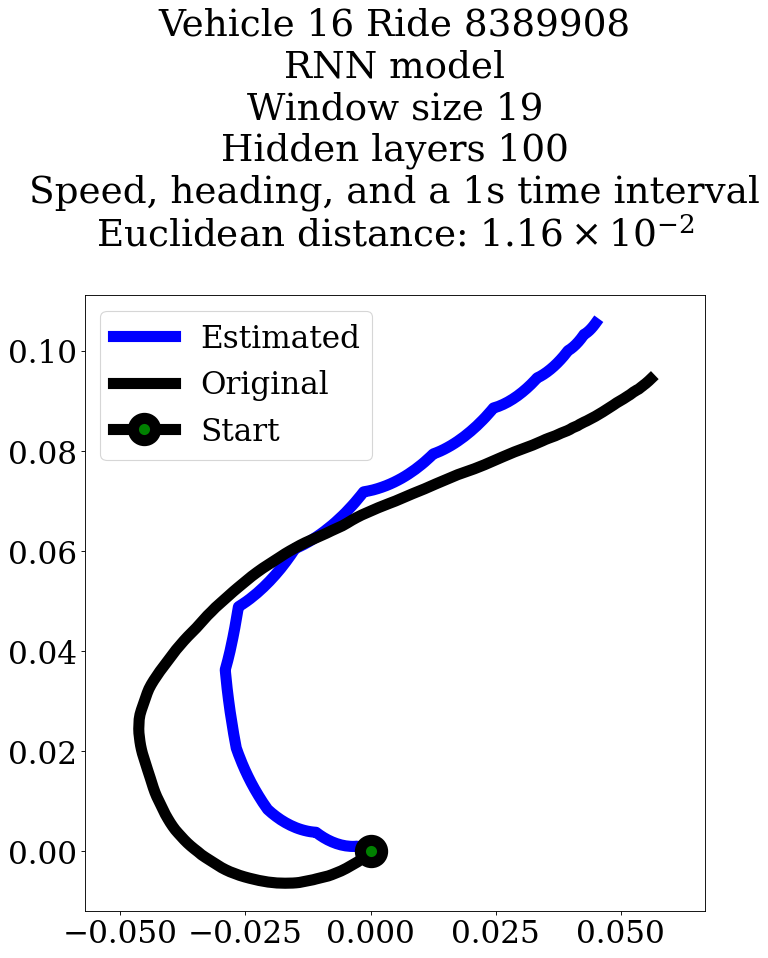 Vehicle 16 Ride 8389908
RNN model
Window size 19
Hidden layers 100
Speed, heading, and a 1s time interval
Euclidean distance: 1.16 × 10⁻²
Estimated
Original
Start
0.10
0.08
0.06
0.04
0.02
0.00
−0.050 −0.025 0.000 0.025 0.050